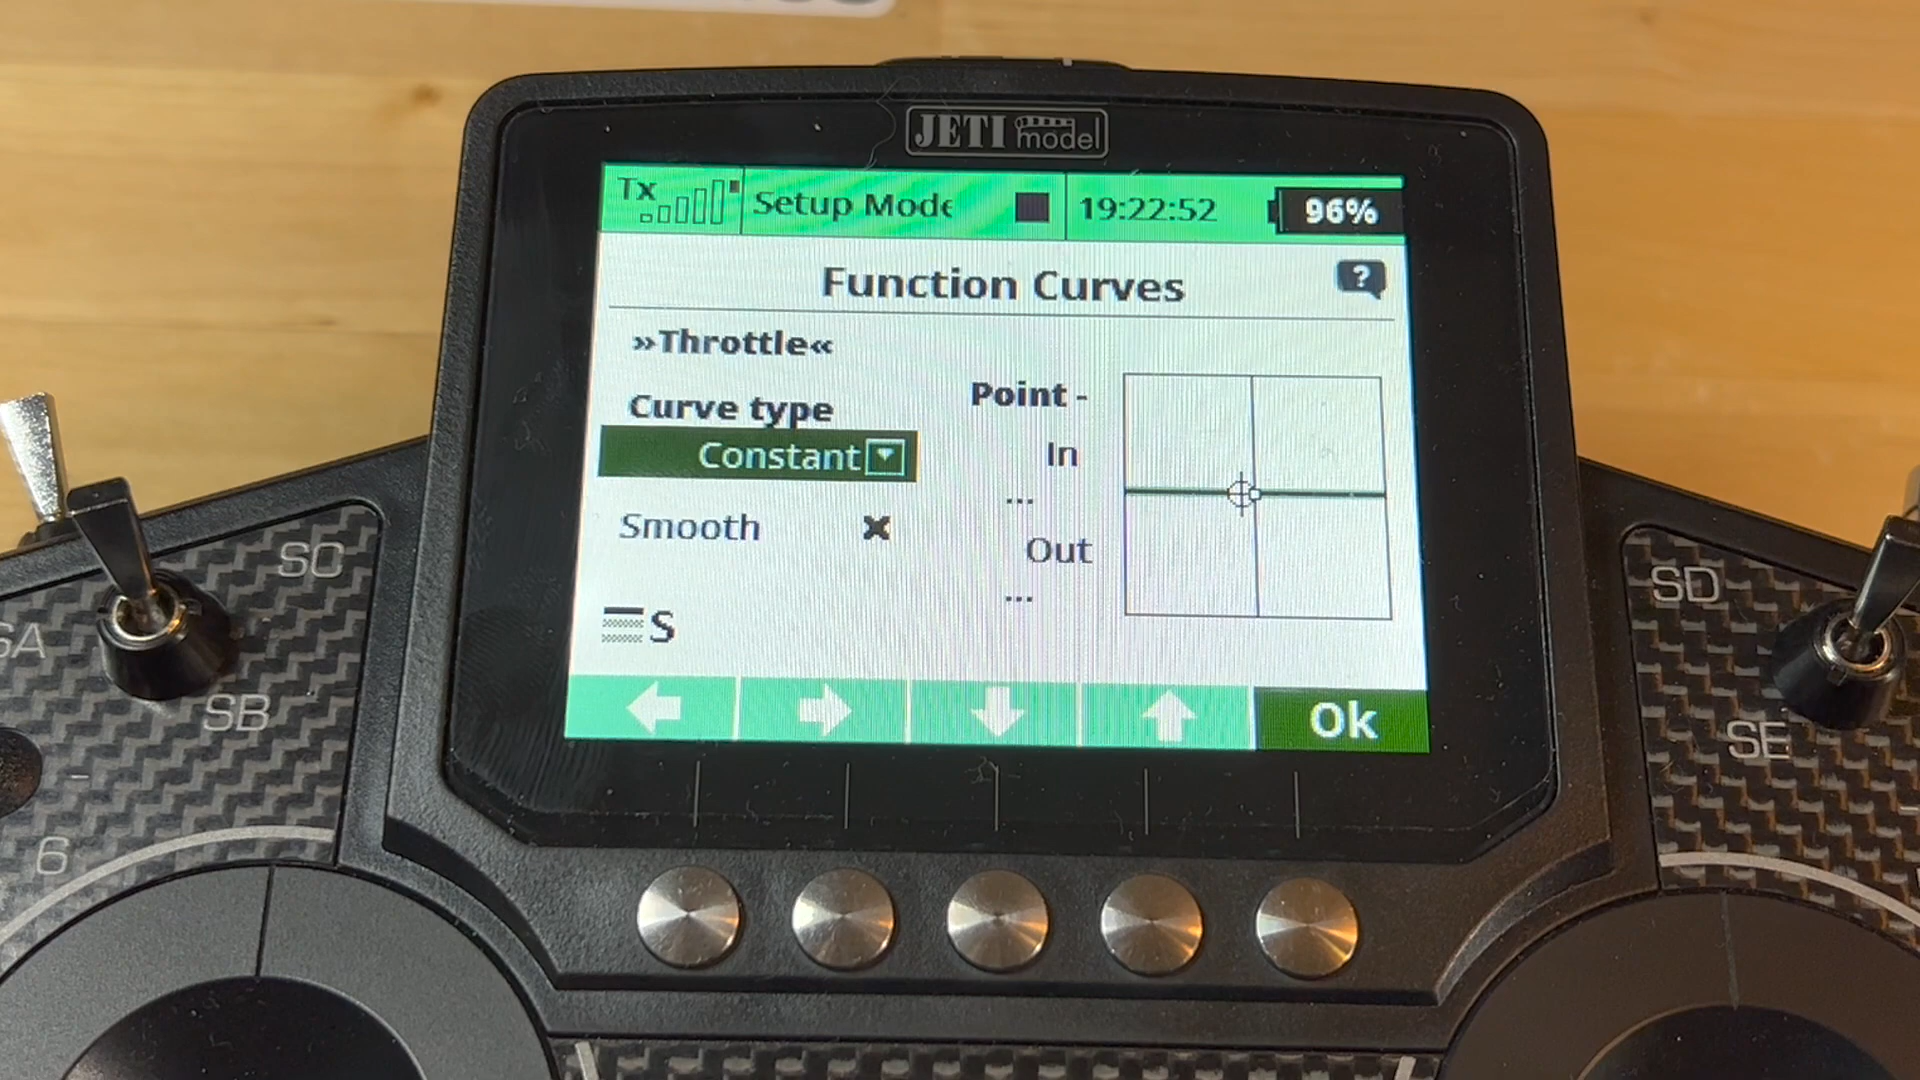 JETI model
Tx
Setup Mode
19:22:52
96%
Function Curves
?
»Throttle«
Curve type
Constant
Smooth
Point -
In
...
Out
...
S
Ok
SC
SA
SB
6
SD
SE